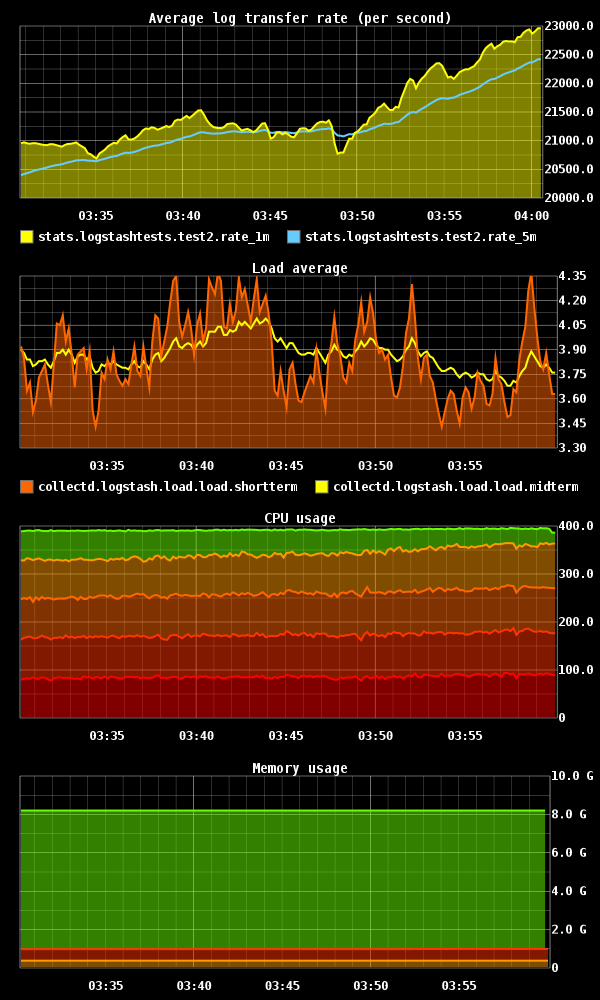 Average log transfer rate (per second)
23000.0
22500.0
22000.0
21500.0
21000.0
20500.0
20000.0
03:35 03:40 03:45 03:50 03:55 04:00
stats.logstashtests.test2.rate_1m stats.logstashtests.test2.rate_5m
Load average
4.35
4.20
4.05
3.90
3.75
3.60
3.45
3.30
03:35 03:40 03:45 03:50 03:55
collectd.logstash.load.load.shortterm collectd.logstash.load.load.midterm
CPU usage
400.0
300.0
200.0
100.0
0
03:35 03:40 03:45 03:50 03:55
Memory usage
10.0 G
8.0 G
6.0 G
4.0 G
2.0 G
0
03:35 03:40 03:45 03:50 03:55